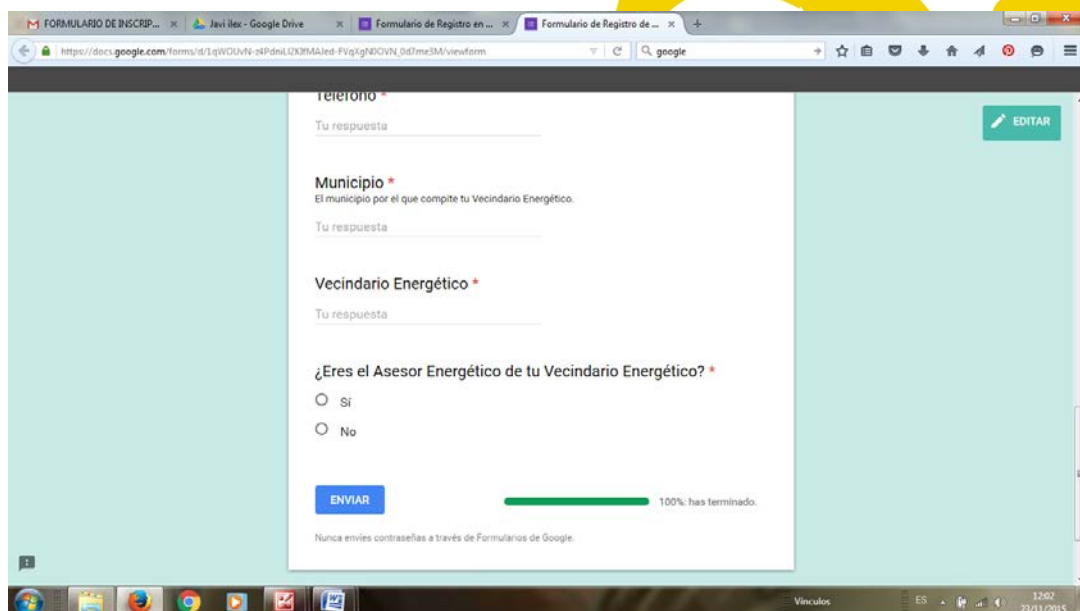 FORMULARIO DE INSCRIP...
Javi ilex - Google Drive
Formulario de Registro en ...
Formulario de Registro de ...
google
Teléfono *
Tu respuesta
EDITAR
Municipio *
El municipio por el que compite tu Vecindario Energético.
Tu respuesta
Vecindario Energético *
Tu respuesta
¿Eres el Asesor Energético de tu Vecindario Energético? *
Sí
No
ENVIAR
100%: has terminado.
Nunca envíes contraseñas a través de Formularios de Google.
Vínculos
ES
12:02
23/11/2015